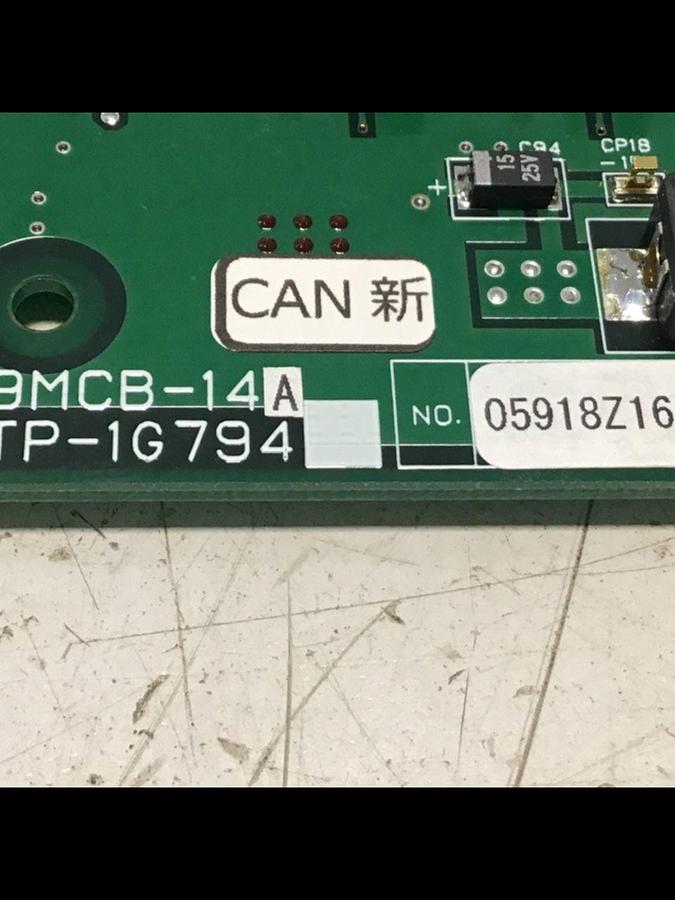 C94
CP18
+
15
25V
CAN 新
9MCB-14A
TP-1G794
NO.
05918Z16